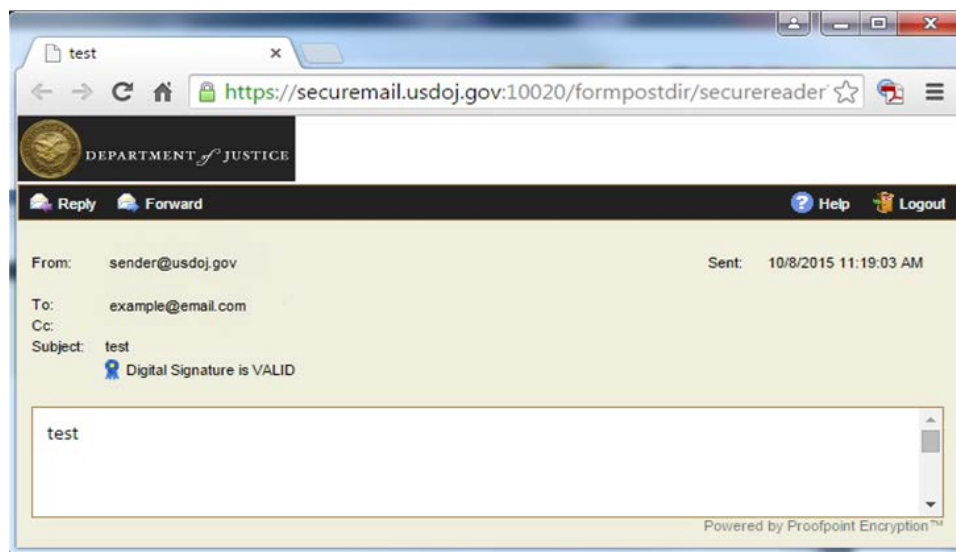 test
https://securemail.usdoj.gov:10020/formpostdir/securereader
DEPARTMENT of JUSTICE
Reply Forward Help Logout
From: sender@usdoj.gov Sent: 10/8/2015 11:19:03 AM
To: example@email.com
Cc:
Subject: test
Digital Signature is VALID
test
Powered by Proofpoint Encryption™